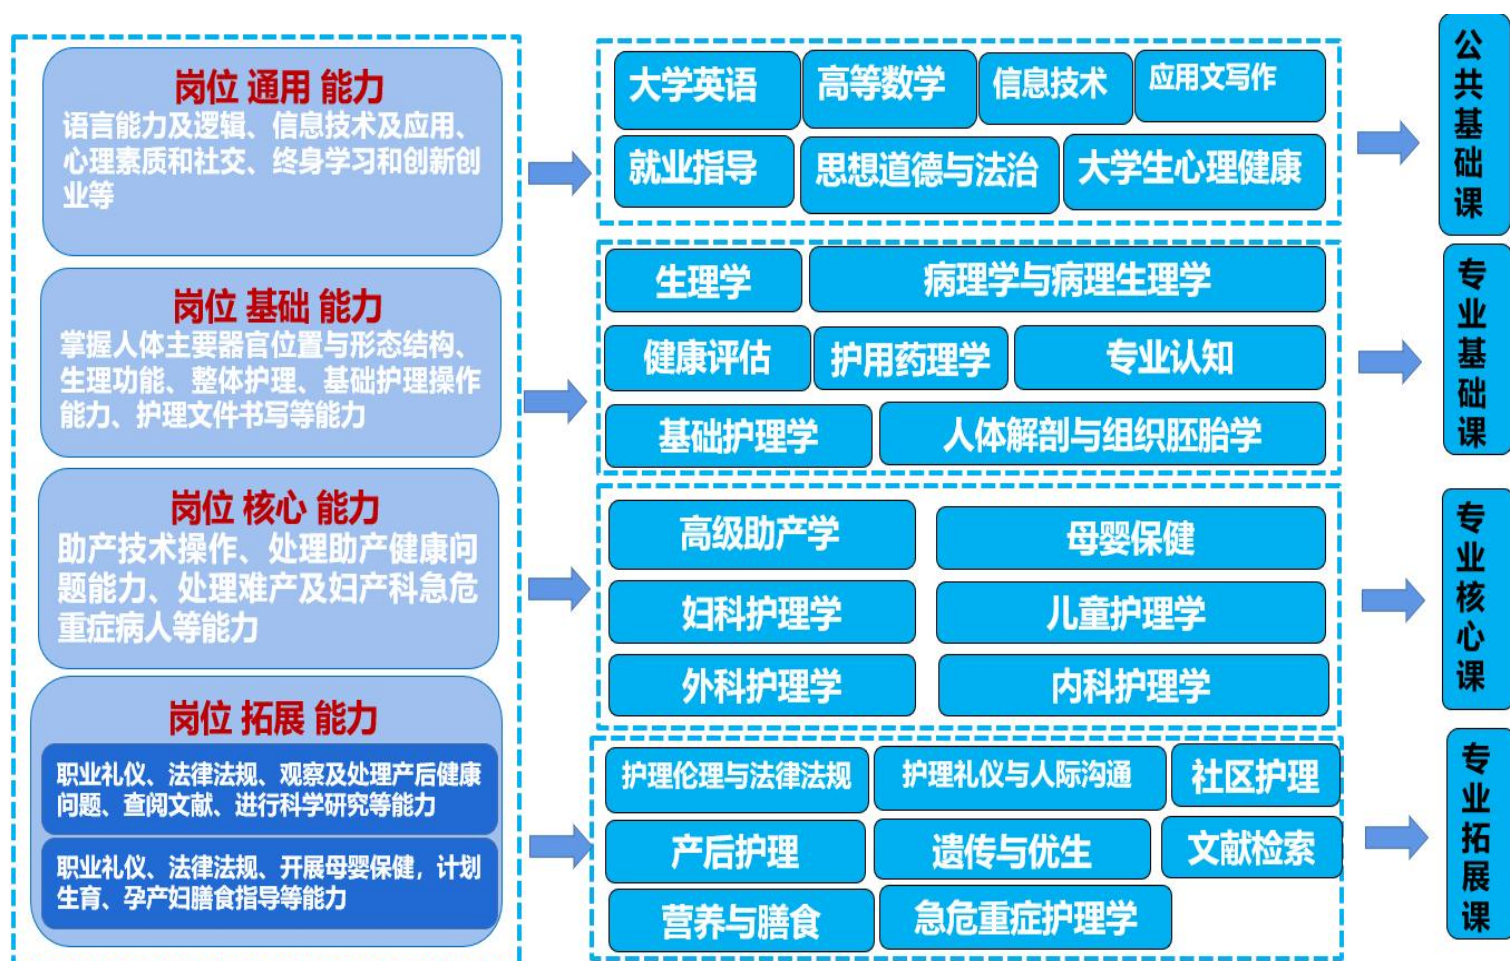 岗位 通用 能力
语言能力及逻辑、信息技术及应用、
心理素质和社交、终身学习和创新创
业等
大学英语
高等数学
信息技术
应用文写作
就业指导
思想道德与法治
大学生心理健康
公共基础课
岗位 基础 能力
掌握人体主要器官位置与形态结构、
生理功能、整体护理、基础护理操作
能力、护理文件书写等能力
生理学
病理学与病理生理学
健康评估
护用药理学
专业认知
基础护理学
人体解剖与组织胚胎学
专业基础课
岗位 核心 能力
助产技术操作、处理助产健康问
题能力、处理难产及妇产科急危
重症病人等能力
高级助产学
母婴保健
妇科护理学
儿童护理学
外科护理学
内科护理学
专业核心课
岗位 拓展 能力
职业礼仪、法律法规、观察及处理产后健康
问题、查阅文献、进行科学研究等能力
职业礼仪、法律法规、开展母婴保健，计划
生育、孕产妇膳食指导等能力
护理伦理与法律法规
护理礼仪与人际沟通
社区护理
产后护理
遗传与优生
文献检索
营养与膳食
急危重症护理学
专业拓展课